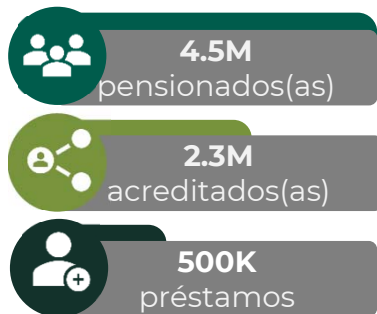 4.5M
pensionados(as)
2.3M
acreditados(as)
500K
préstamos